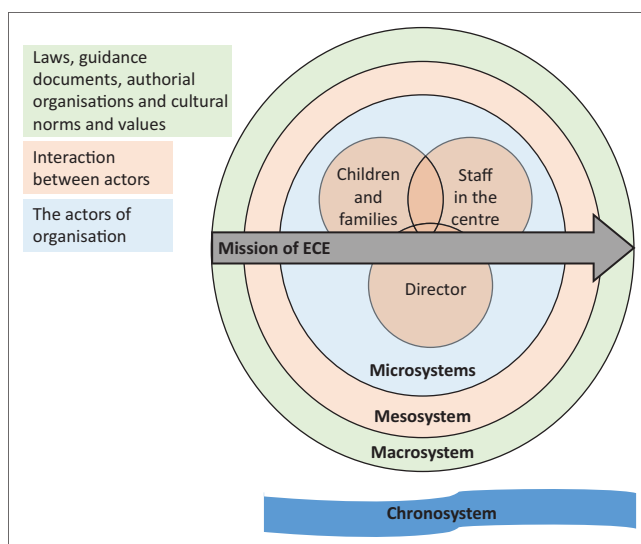 Laws, guidance
documents, authorial
organisations and cultural
norms and values
Interaction
between actors
The actors of
organisation
Children
and
families
Staff
in the
centre
Mission of ECE
Director
Microsystems
Mesosystem
Macrosystem
Chronosystem